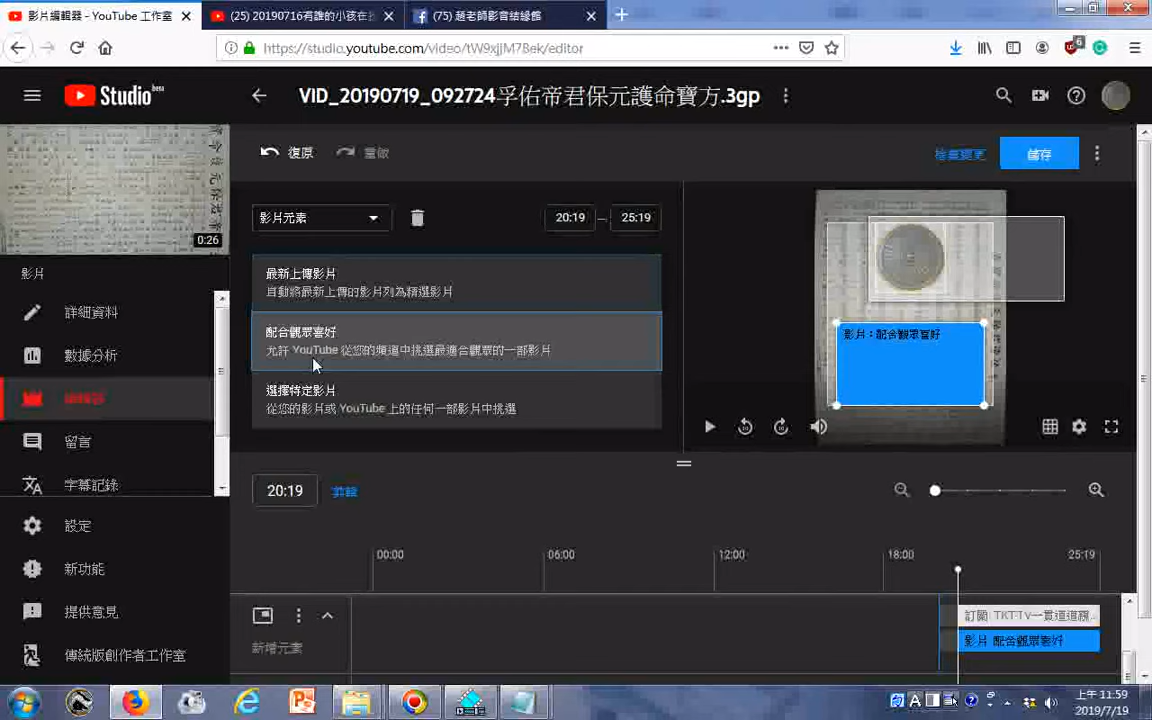 影片編輯器 - YouTube 工作室
(25) 20190716有誰的小孩在
(75) 趙老師影音結緣館
https://studio.youtube.com/video/tW9xjjM7Bek/editor
6
Studio beta
VID_20190719_092724孚佑帝君保元護命寶方.3gp
復原
重做
檢視變更
儲存
0:26
影片元素
20:19
–
25:19
影片
詳細資料
數據分析
編輯器
留言
字幕記錄
設定
新功能
提供意見
傳統版創作者工作室
最新上傳影片
自動將最新上傳的影片列為精選影片
配合觀眾喜好
允許 YouTube 從您的頻道中挑選最適合觀眾的一部影片
選擇特定影片
從您的影片或 YouTube 上的任何一部影片中挑選
影片：配合觀眾喜好
20:19
剪輯
00:00
06:00
12:00
18:00
25:19
新增元素
訂閱: TKT-Tv一貫道
影片: 配合觀眾喜好
上午 11:59
2019/7/19